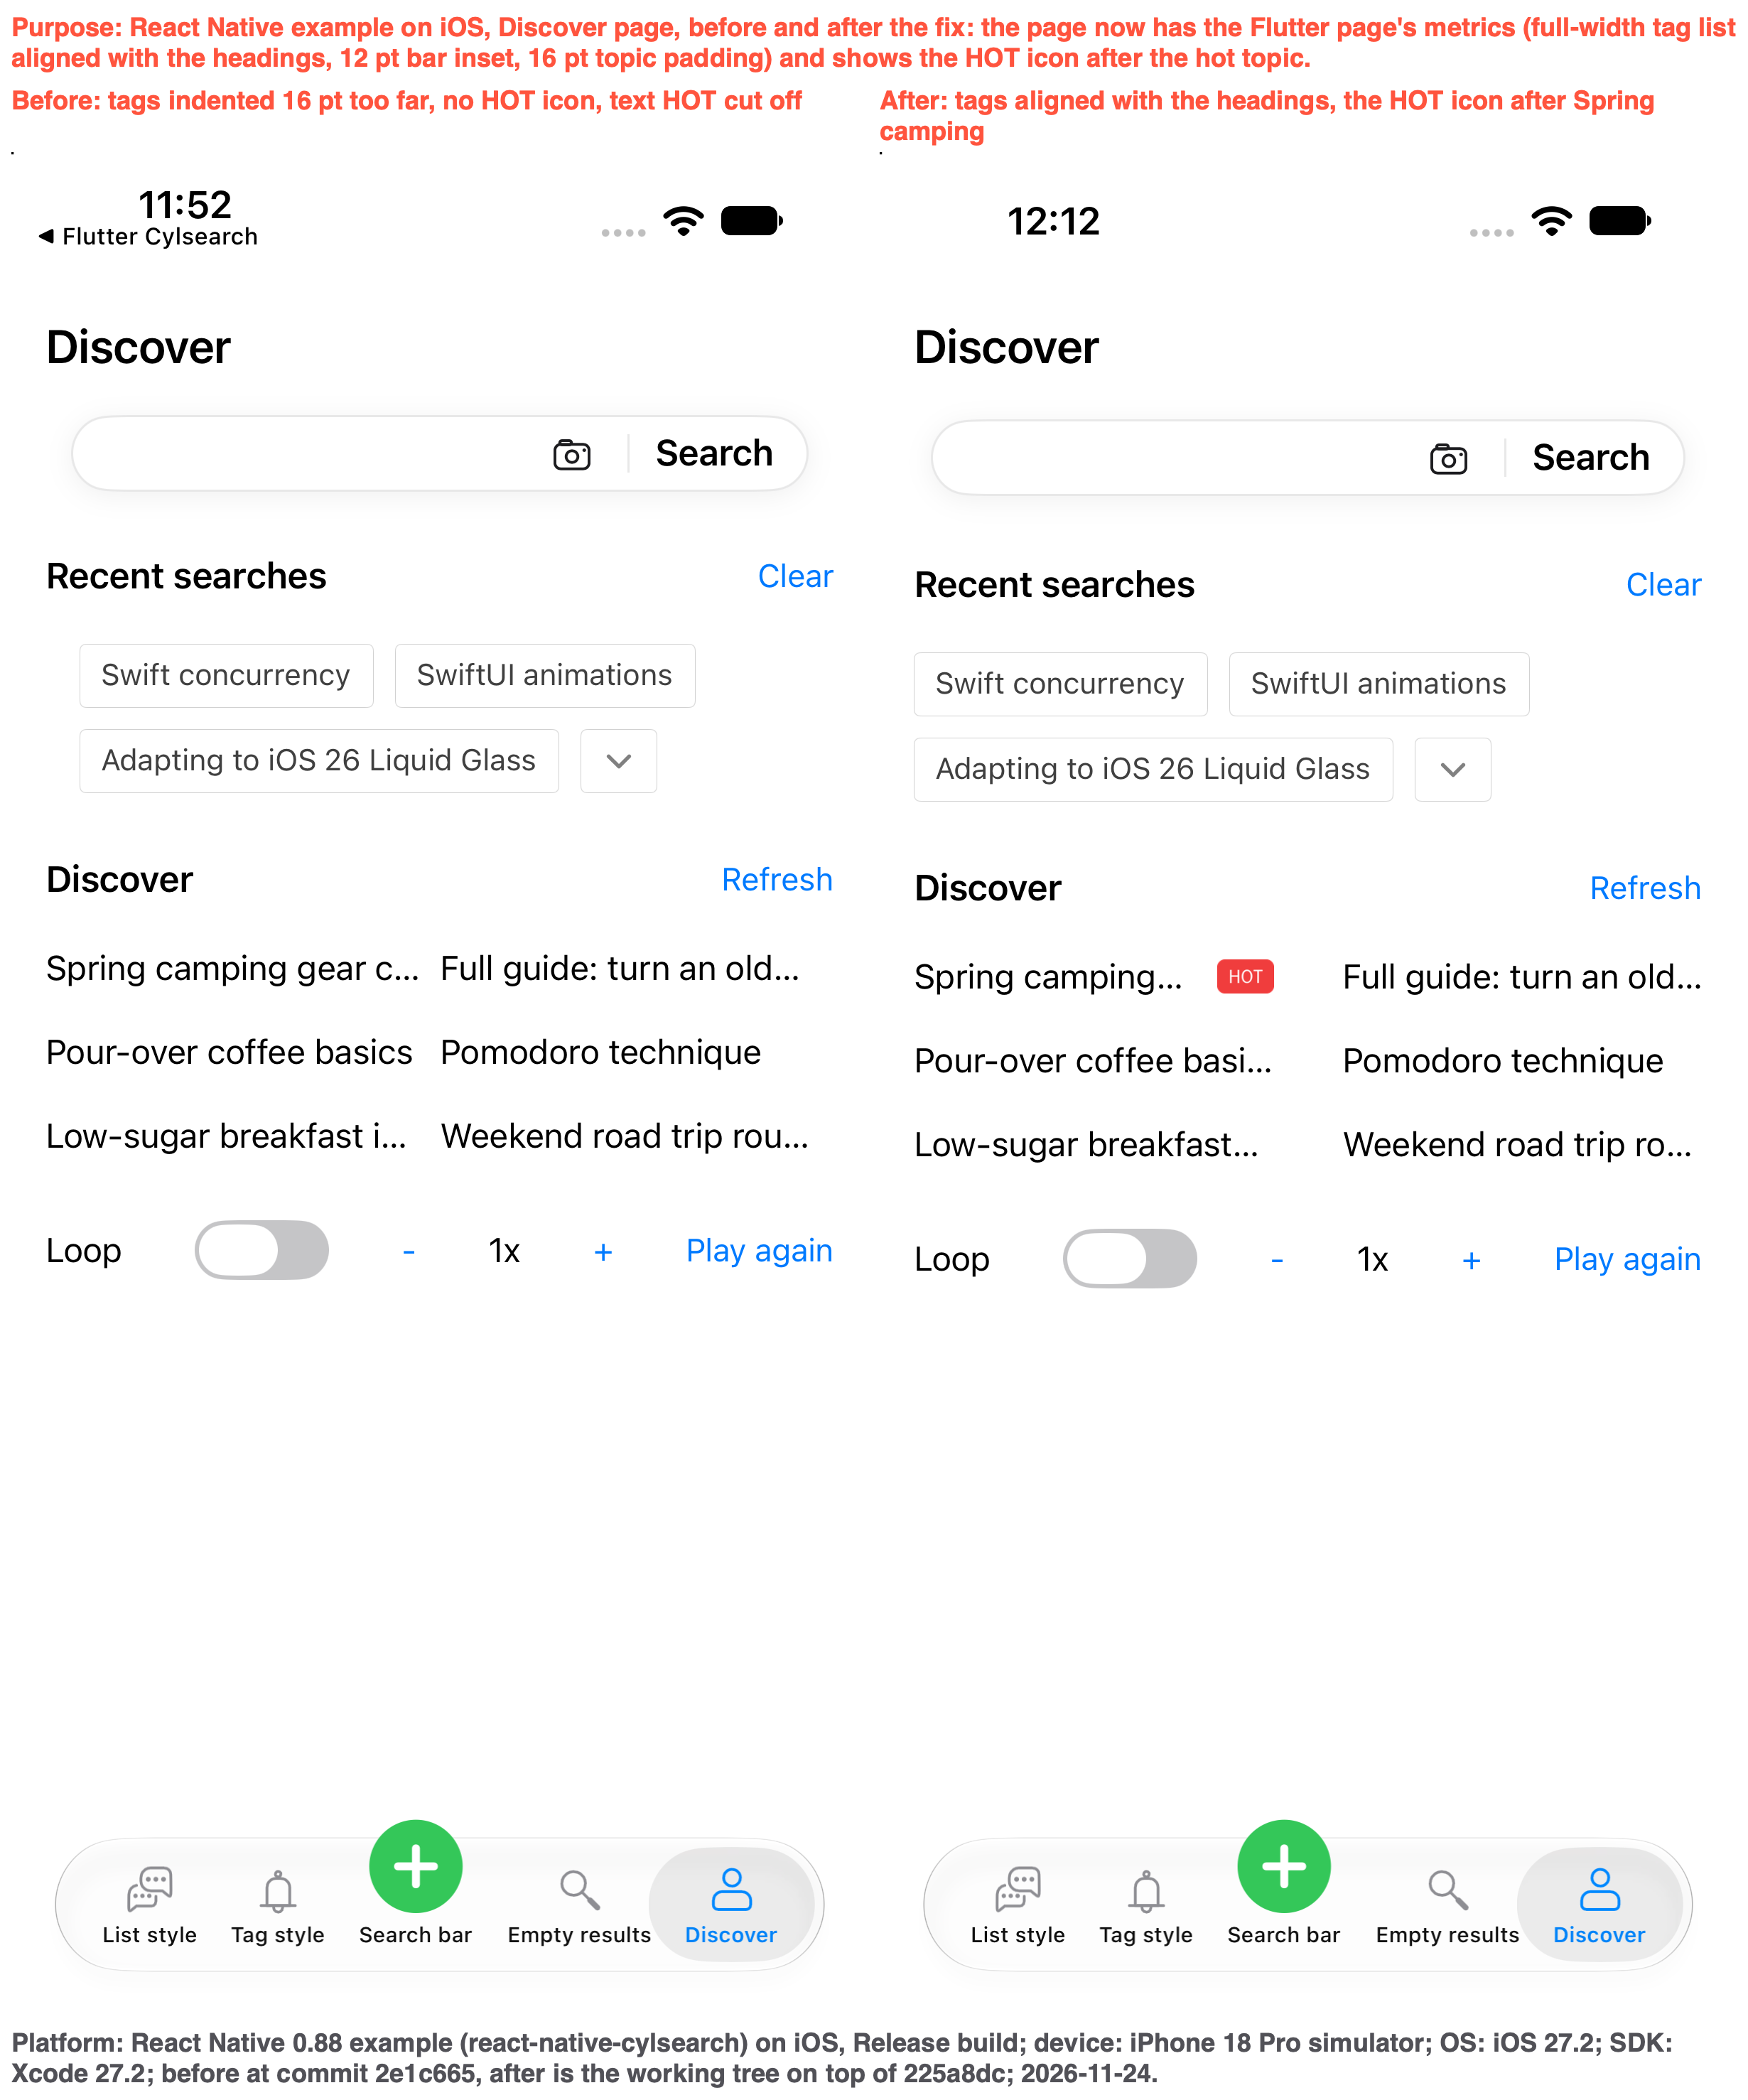 Purpose: React Native example on iOS, Discover page, before and after the fix: the page now has the Flutter page's metrics (full-width tag list
aligned with the headings, 12 pt bar inset, 16 pt topic padding) and shows the HOT icon after the hot topic.
Before: tags indented 16 pt too far, no HOT icon, text HOT cut off
After: tags aligned with the headings, the HOT icon after Spring
camping
11:52
◀ Flutter Cylsearch
Discover
Search
Recent searches
Clear
Swift concurrency
SwiftUI animations
Adapting to iOS 26 Liquid Glass
Discover
Refresh
Spring camping gear c...
Full guide: turn an old...
Pour-over coffee basics
Pomodoro technique
Low-sugar breakfast i...
Weekend road trip rou...
Loop
-
1x
+
Play again
List style
Tag style
Search bar
Empty results
Discover
12:12
Discover
Search
Recent searches
Clear
Swift concurrency
SwiftUI animations
Adapting to iOS 26 Liquid Glass
Discover
Refresh
Spring camping...
HOT
Full guide: turn an old...
Pour-over coffee basi...
Pomodoro technique
Low-sugar breakfast...
Weekend road trip ro...
Loop
-
1x
+
Play again
List style
Tag style
Search bar
Empty results
Discover
Platform: React Native 0.88 example (react-native-cylsearch) on iOS, Release build; device: iPhone 18 Pro simulator; OS: iOS 27.2; SDK:
Xcode 27.2; before at commit 2e1c665, after is the working tree on top of 225a8dc; 2026-11-24.